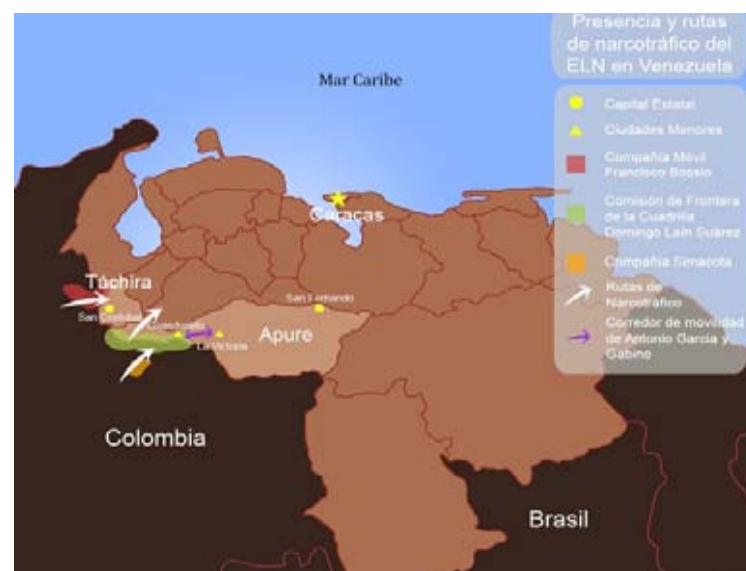 Presencia y rutas
de narcotráfico del
ELN en Venezuela
Mar Caribe
Capital Estatal
Ciudades Menores
Compañía Móvil
Francisco Bossio
Comisión de Frontera
de la Cuadrilla
Domingo Laín Suárez
Compañía Simacota
Rutas de
Narcotráfico
Corredor de movilidad
de Antonio García y
Gabino
Caracas
Táchira
San Cristóbal
San Fernando
Guasdualito
La Victoria
Apure
Colombia
Brasil